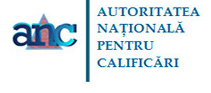 anc
AUTORITATEA
NAȚIONALĂ
PENTRU
CALIFICĂRI